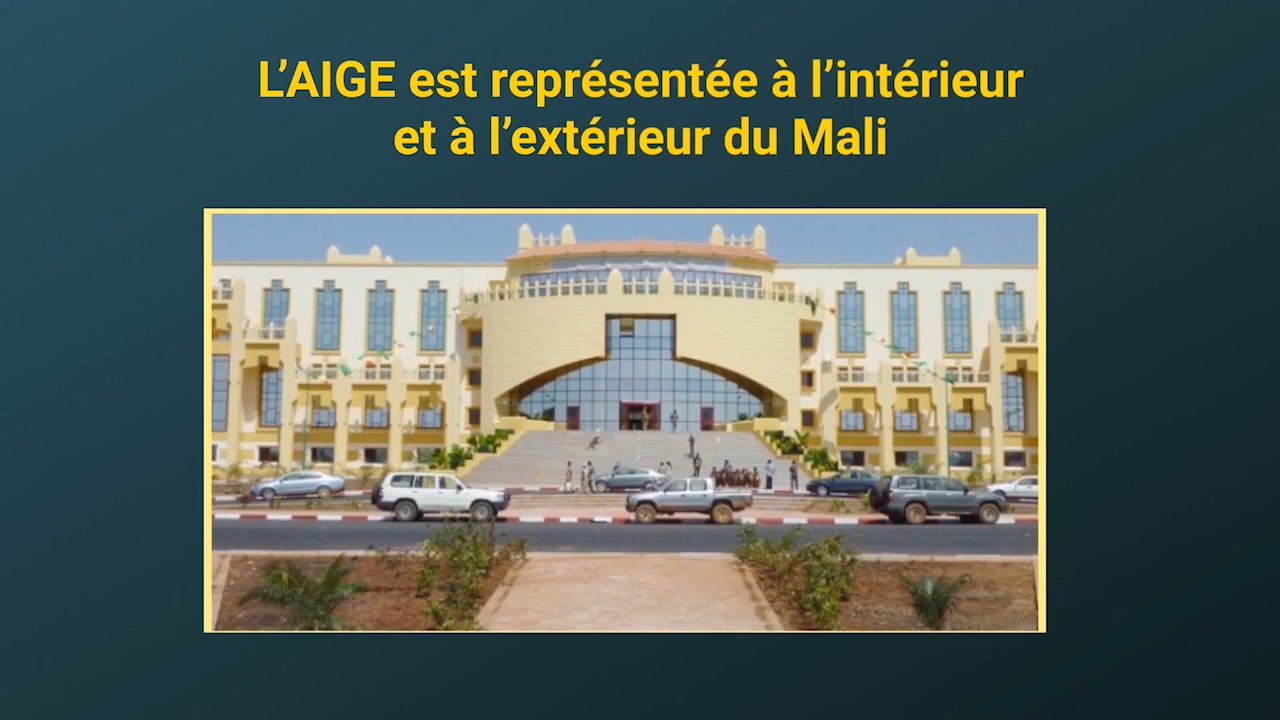 L’AIGE est représentée à l’intérieur
et à l’extérieur du Mali